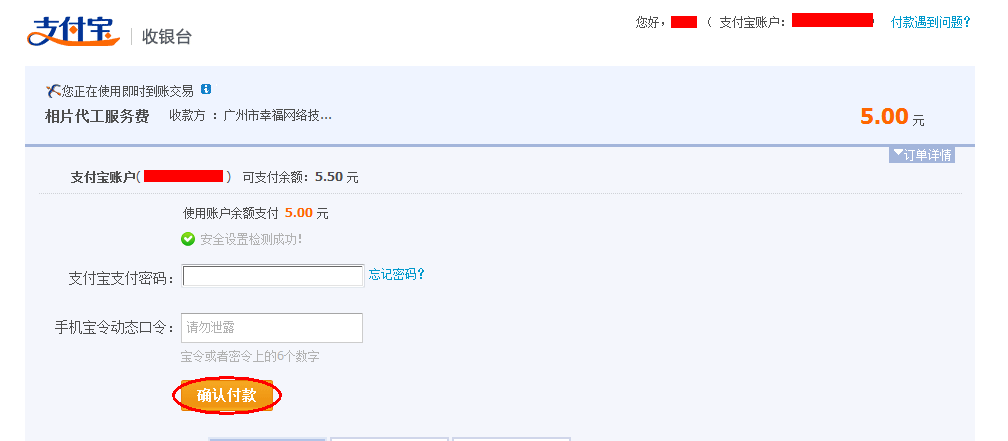 支付宝 收银台
您好， （ 支付宝账户： 付款遇到问题?
您正在使用即时到账交易
相片代工服务费 收款方 ：广州市幸福网络技... 5.00 元
订单详情
支付宝账户( ) 可支付余额：5.50 元
使用账户余额支付 5.00 元
安全设置检测成功!
支付宝支付密码： 忘记密码?
手机宝令动态口令： 请勿泄露
宝令或者密令上的6个数字
确认付款